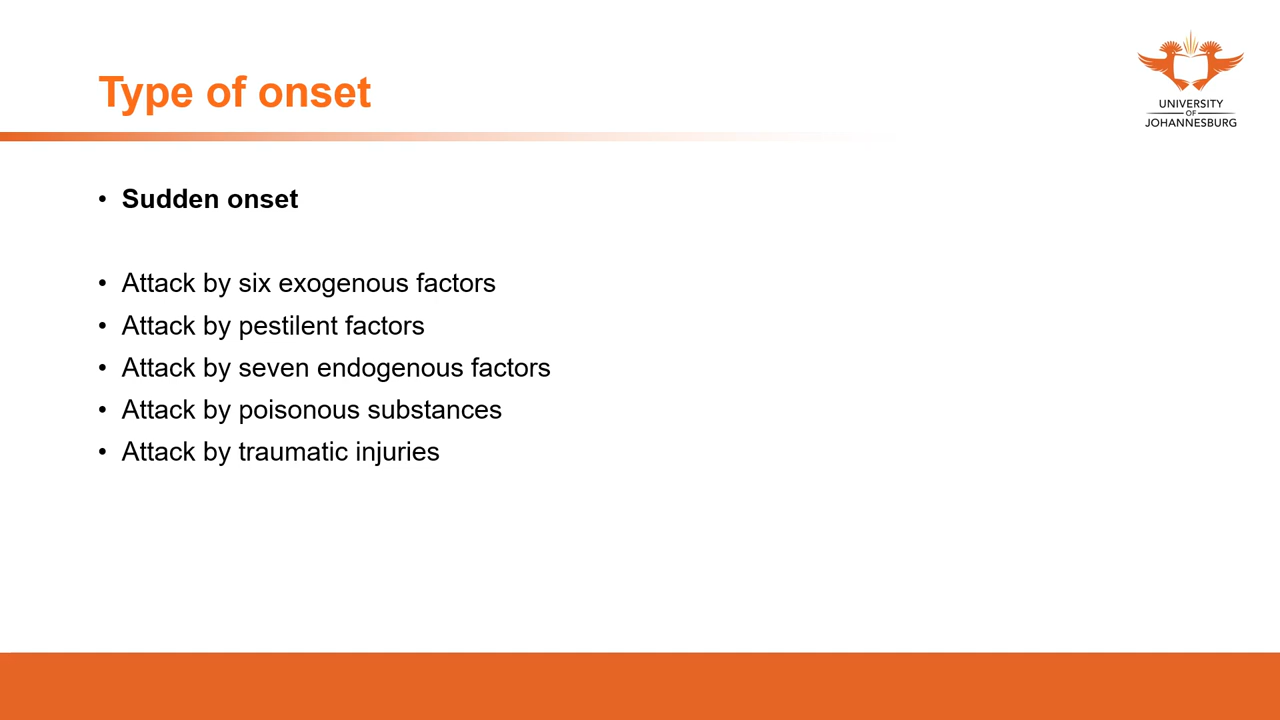 Type of onset
UNIVERSITY
OF
JOHANNESBURG
• Sudden onset
• Attack by six exogenous factors
• Attack by pestilent factors
• Attack by seven endogenous factors
• Attack by poisonous substances
• Attack by traumatic injuries